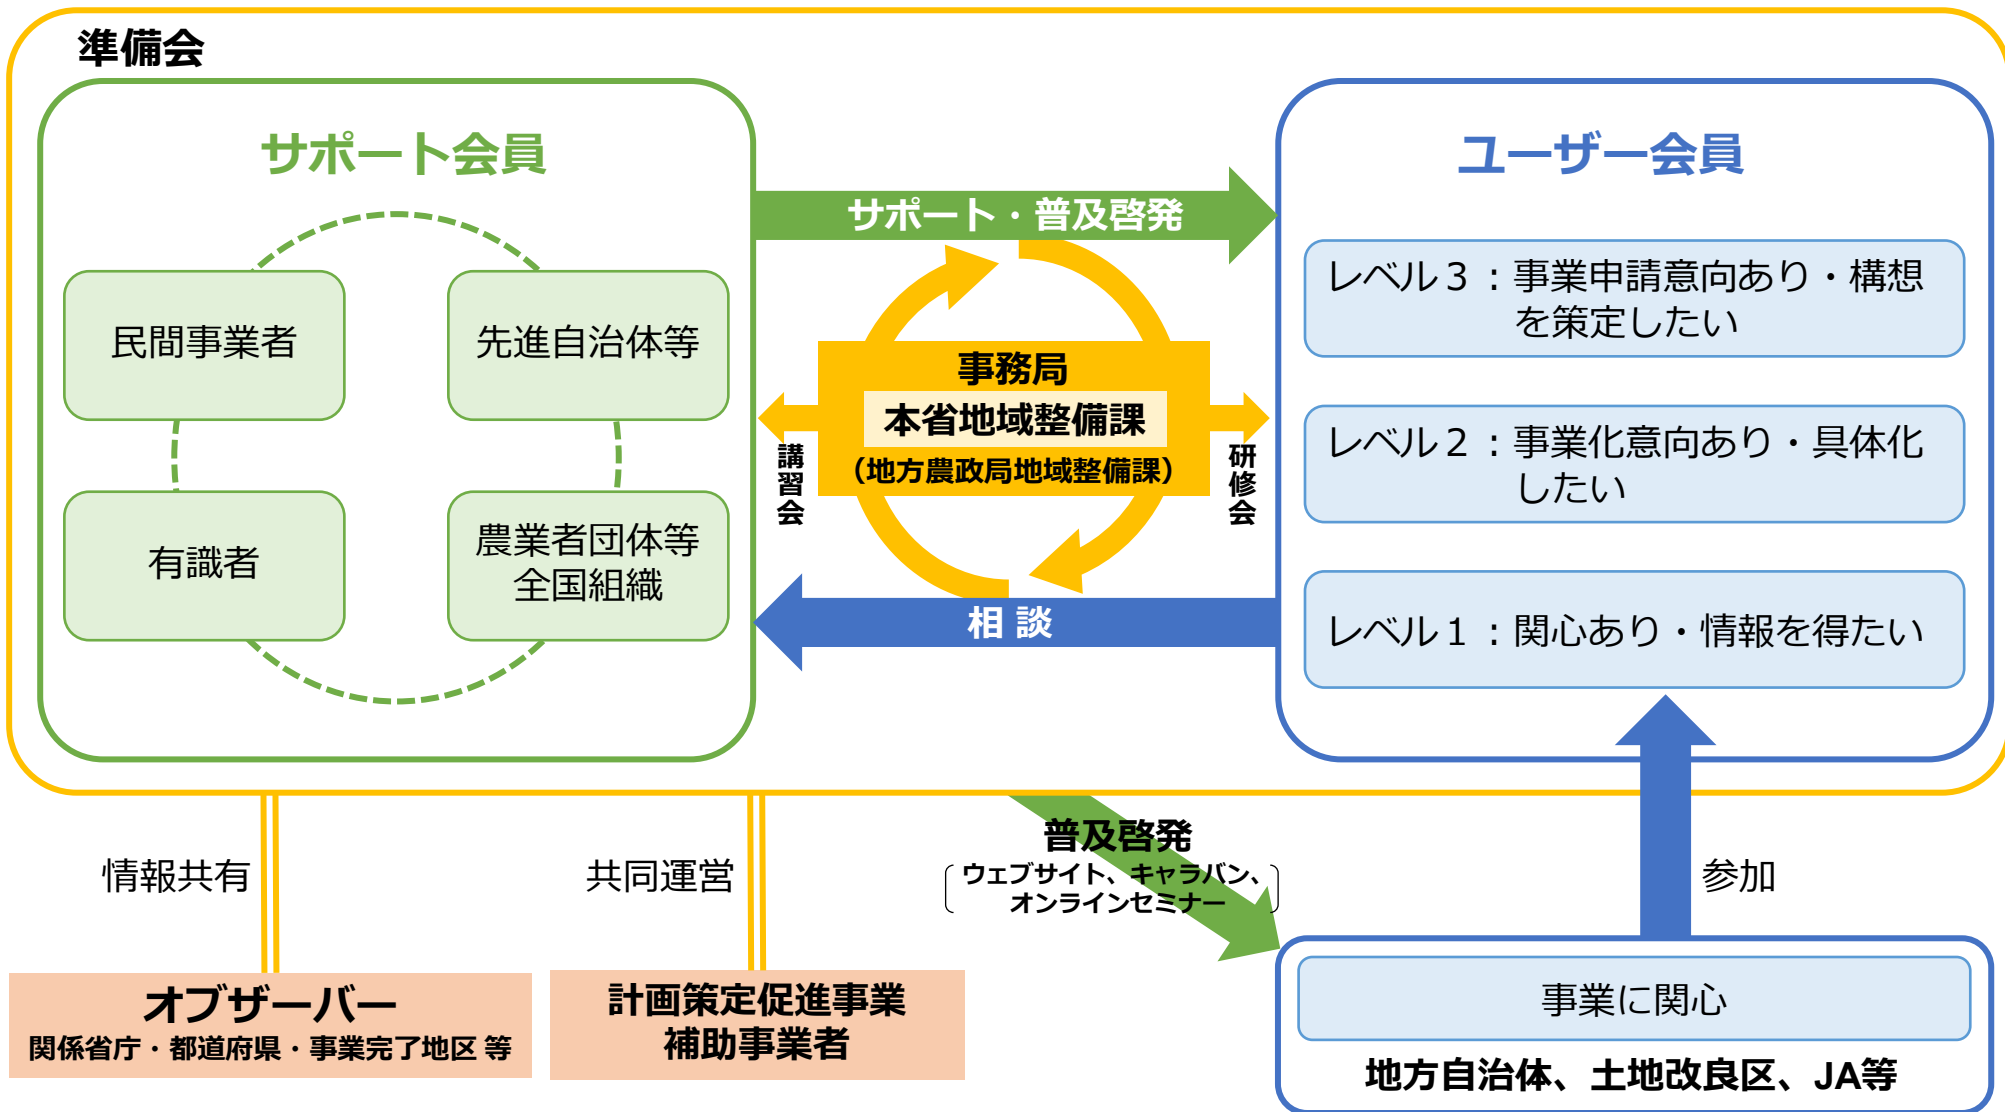 準備会
サポート会員
民間事業者
先進自治体等
有識者
農業者団体等
全国組織
サポート・普及啓発
事務局
本省地域整備課
（地方農政局地域整備課）
講習会
研修会
相 談
ユーザー会員
レベル３：事業申請意向あり・構想
を策定したい
レベル２：事業化意向あり・具体化
したい
レベル１：関心あり・情報を得たい
情報共有
共同運営
普及啓発
ウェブサイト、キャラバン、
オンラインセミナー
参加
オブザーバー
関係省庁・都道府県・事業完了地区 等
計画策定促進事業
補助事業者
事業に関心
地方自治体、土地改良区、JA等